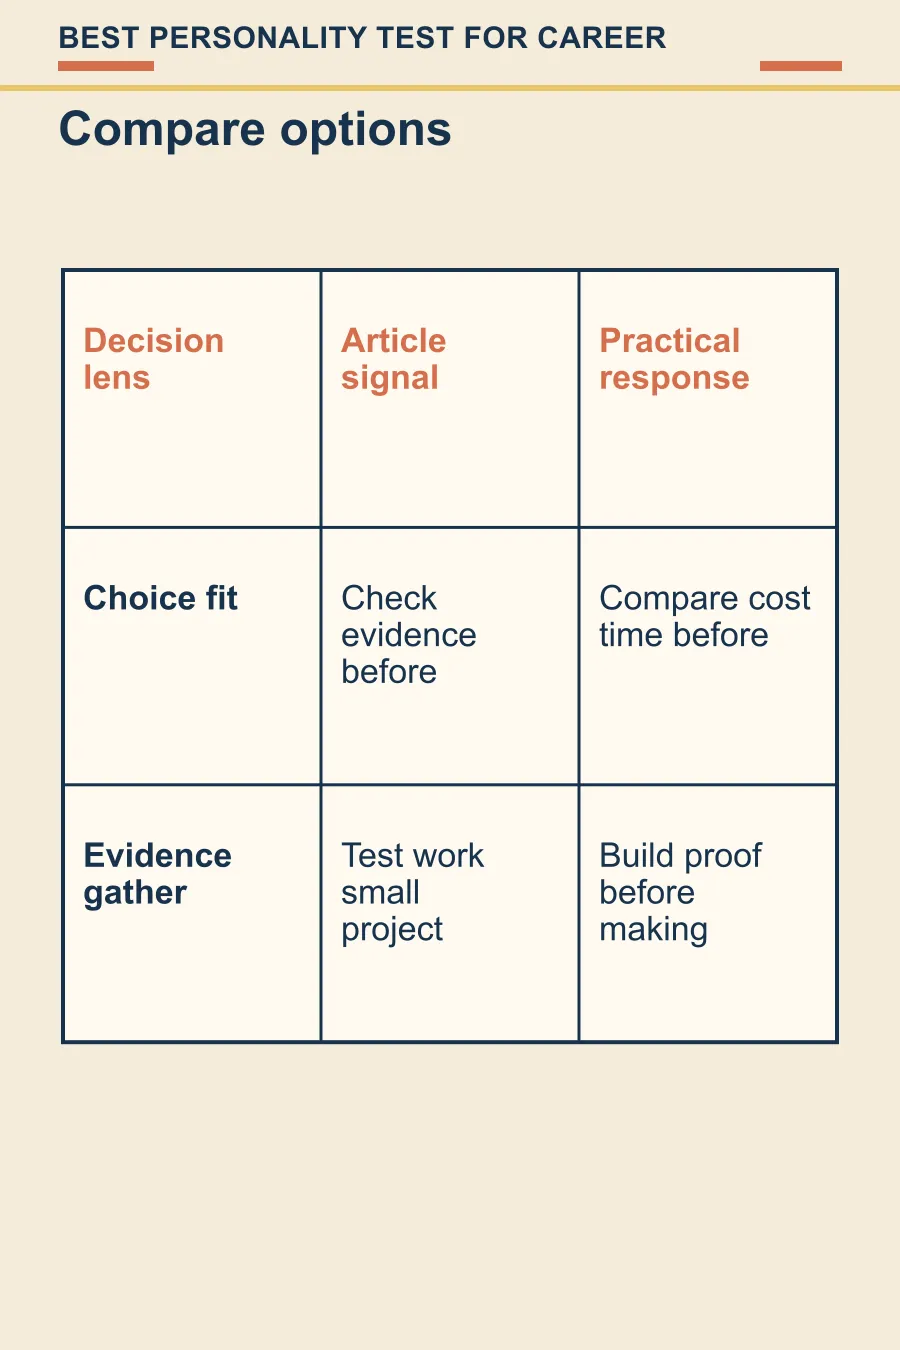 BEST PERSONALITY TEST FOR CAREER
Compare options
Decision
lens
Article
signal
Practical
response
Choice fit
Check
evidence
before
Compare cost
time before
Evidence
gather
Test work
small
project
Build proof
before
making